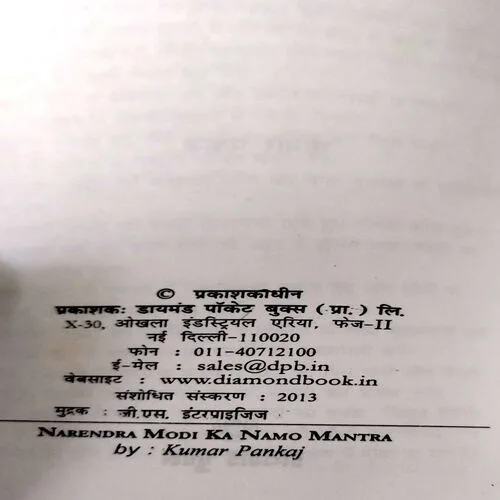 © प्रकाशकाधीन
प्रकाशक: डायमंड पॉकेट बुक्स (प्रा.) लि.
X-30, ओखला इंडस्ट्रियल एरिया, फेज-II
नई दिल्ली-110020
फोन : 011-40712100
ई-मेल : sales@dpb.in
वेबसाइट : www.diamondbook.in
संशोधित संस्करण : 2013
मुद्रक : जी.एस. इंटरप्राइजिज
NARENDRA MODI KA NAMO MANTRA
by : Kumar Pankaj